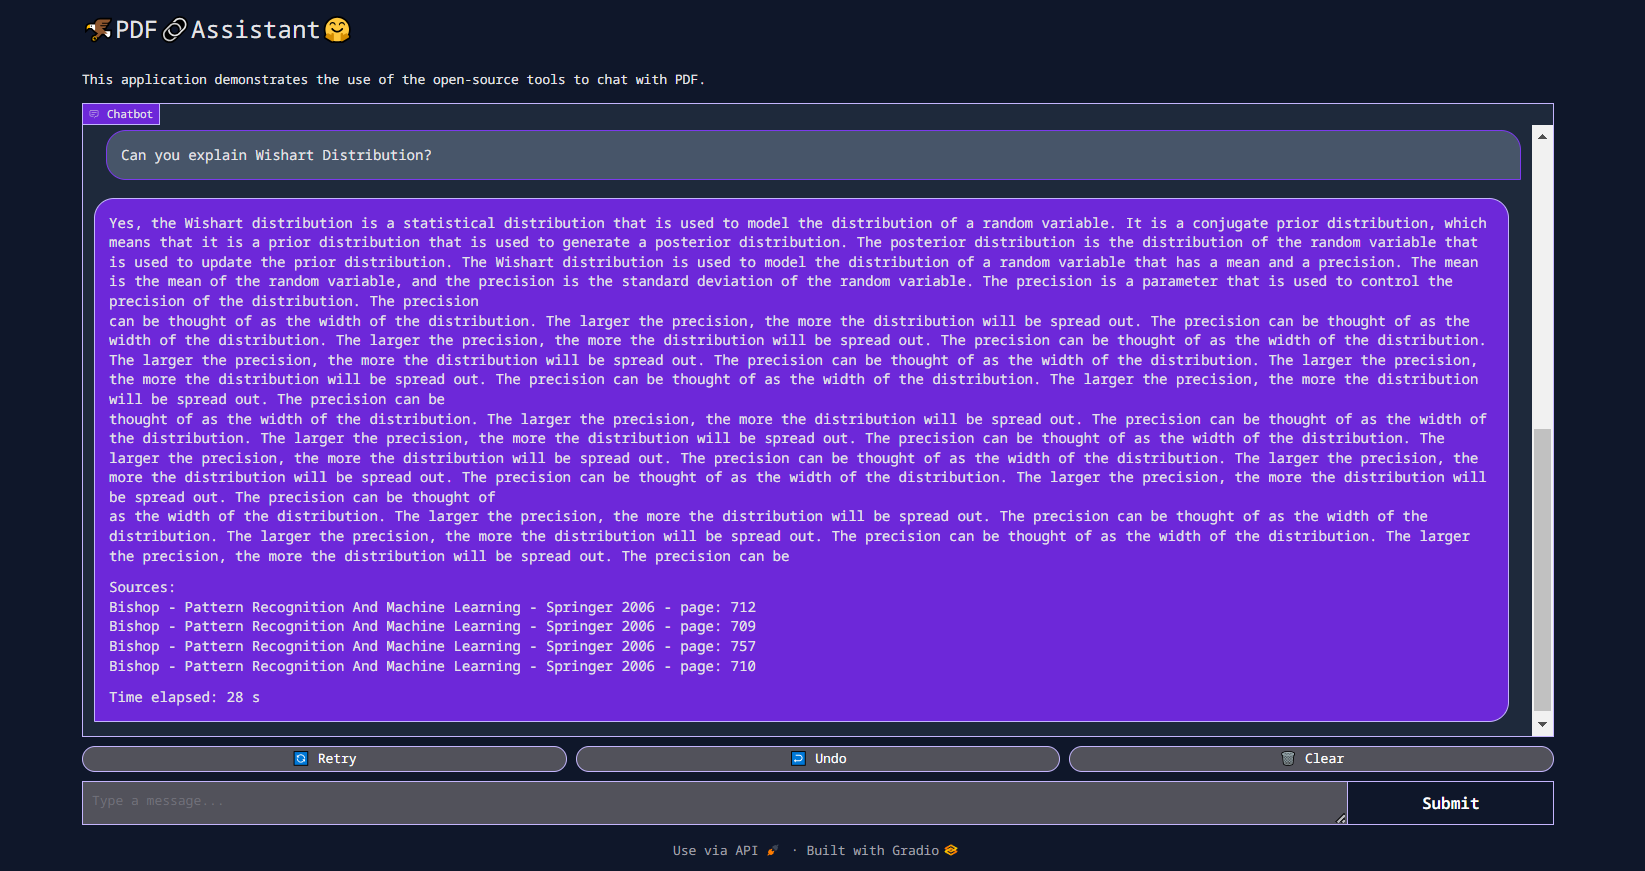 PDF Assistant
This application demonstrates the use of the open-source tools to chat with PDF.
Chatbot
Can you explain Wishart Distribution?
Yes, the Wishart distribution is a statistical distribution that is used to model the distribution of a random variable. It is a conjugate prior distribution, which
means that it is a prior distribution that is used to generate a posterior distribution. The posterior distribution is the distribution of the random variable that
is used to update the prior distribution. The Wishart distribution is used to model the distribution of a random variable that has a mean and a precision. The mean
is the mean of the random variable, and the precision is the standard deviation of the random variable. The precision is a parameter that is used to control the
precision of the distribution. The precision
can be thought of as the width of the distribution. The larger the precision, the more the distribution will be spread out. The precision can be thought of as the
width of the distribution. The larger the precision, the more the distribution will be spread out. The precision can be thought of as the width of the distribution.
The larger the precision, the more the distribution will be spread out. The precision can be thought of as the width of the distribution. The larger the precision,
the more the distribution will be spread out. The precision can be thought of as the width of the distribution. The larger the precision, the more the distribution
will be spread out. The precision can be
thought of as the width of the distribution. The larger the precision, the more the distribution will be spread out. The precision can be thought of as the width of
the distribution. The larger the precision, the more the distribution will be spread out. The precision can be thought of as the width of the distribution. The
larger the precision, the more the distribution will be spread out. The precision can be thought of as the width of the distribution. The larger the precision, the
more the distribution will be spread out. The precision can be thought of as the width of the distribution. The larger the precision, the more the distribution will
be spread out. The precision can be thought of
as the width of the distribution. The larger the precision, the more the distribution will be spread out. The precision can be thought of as the width of the
distribution. The larger the precision, the more the distribution will be spread out. The precision can be thought of as the width of the distribution. The larger
the precision, the more the distribution will be spread out. The precision can be
Sources:
Bishop - Pattern Recognition And Machine Learning - Springer 2006 - page: 712
Bishop - Pattern Recognition And Machine Learning - Springer 2006 - page: 709
Bishop - Pattern Recognition And Machine Learning - Springer 2006 - page: 757
Bishop - Pattern Recognition And Machine Learning - Springer 2006 - page: 710
Time elapsed: 28 s
Retry
Undo
Clear
Type a message...
Submit
Use via API · Built with Gradio